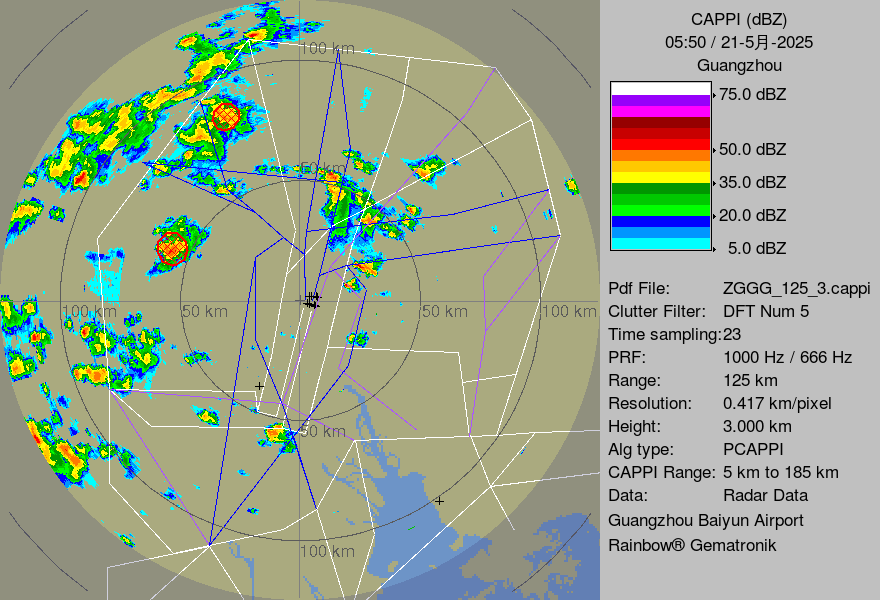 100 km
50 km
100 km
50 km
50 km
100 km
50 km
100 km
CAPPI (dBZ)
05:50 / 21-5月-2025
Guangzhou
75.0 dBZ
50.0 dBZ
35.0 dBZ
20.0 dBZ
5.0 dBZ
Pdf File: ZGGG_125_3.cappi
Clutter Filter: DFT Num 5
Time sampling:23
PRF: 1000 Hz / 666 Hz
Range: 125 km
Resolution: 0.417 km/pixel
Height: 3.000 km
Alg type: PCAPPI
CAPPI Range: 5 km to 185 km
Data: Radar Data
Guangzhou Baiyun Airport
Rainbow® Gematronik